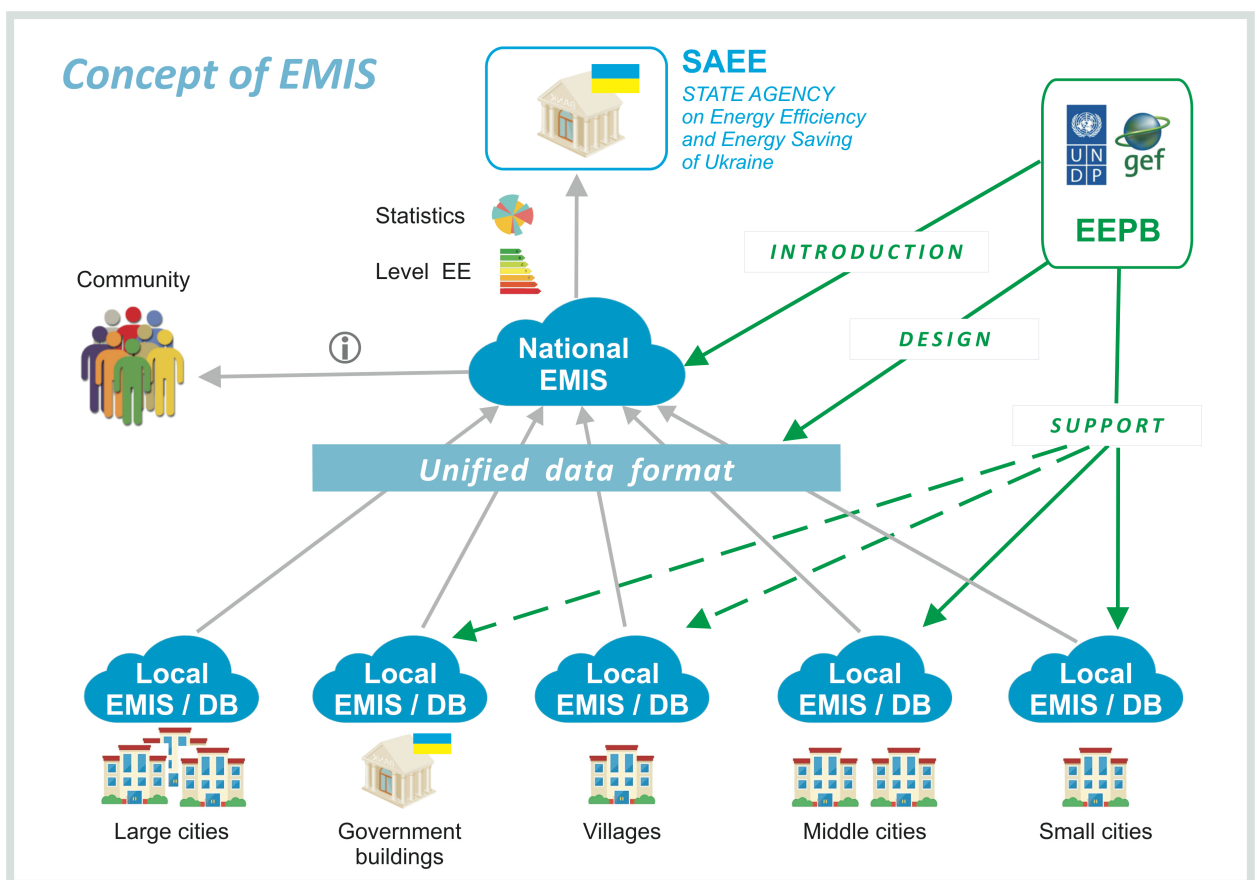 Concept of EMIS
SAEE
STATE AGENCY
on Energy Efficiency
and Energy Saving
of Ukraine
U N
D P
gef
EEPB
Statistics
Level EE
INTRODUCTION
Community
DESIGN
i
National
EMIS
SUPPORT
Unified data format
Local
EMIS / DB
Local
EMIS / DB
Local
EMIS / DB
Local
EMIS / DB
Local
EMIS / DB
Large cities
Government
buildings
Villages
Middle cities
Small cities